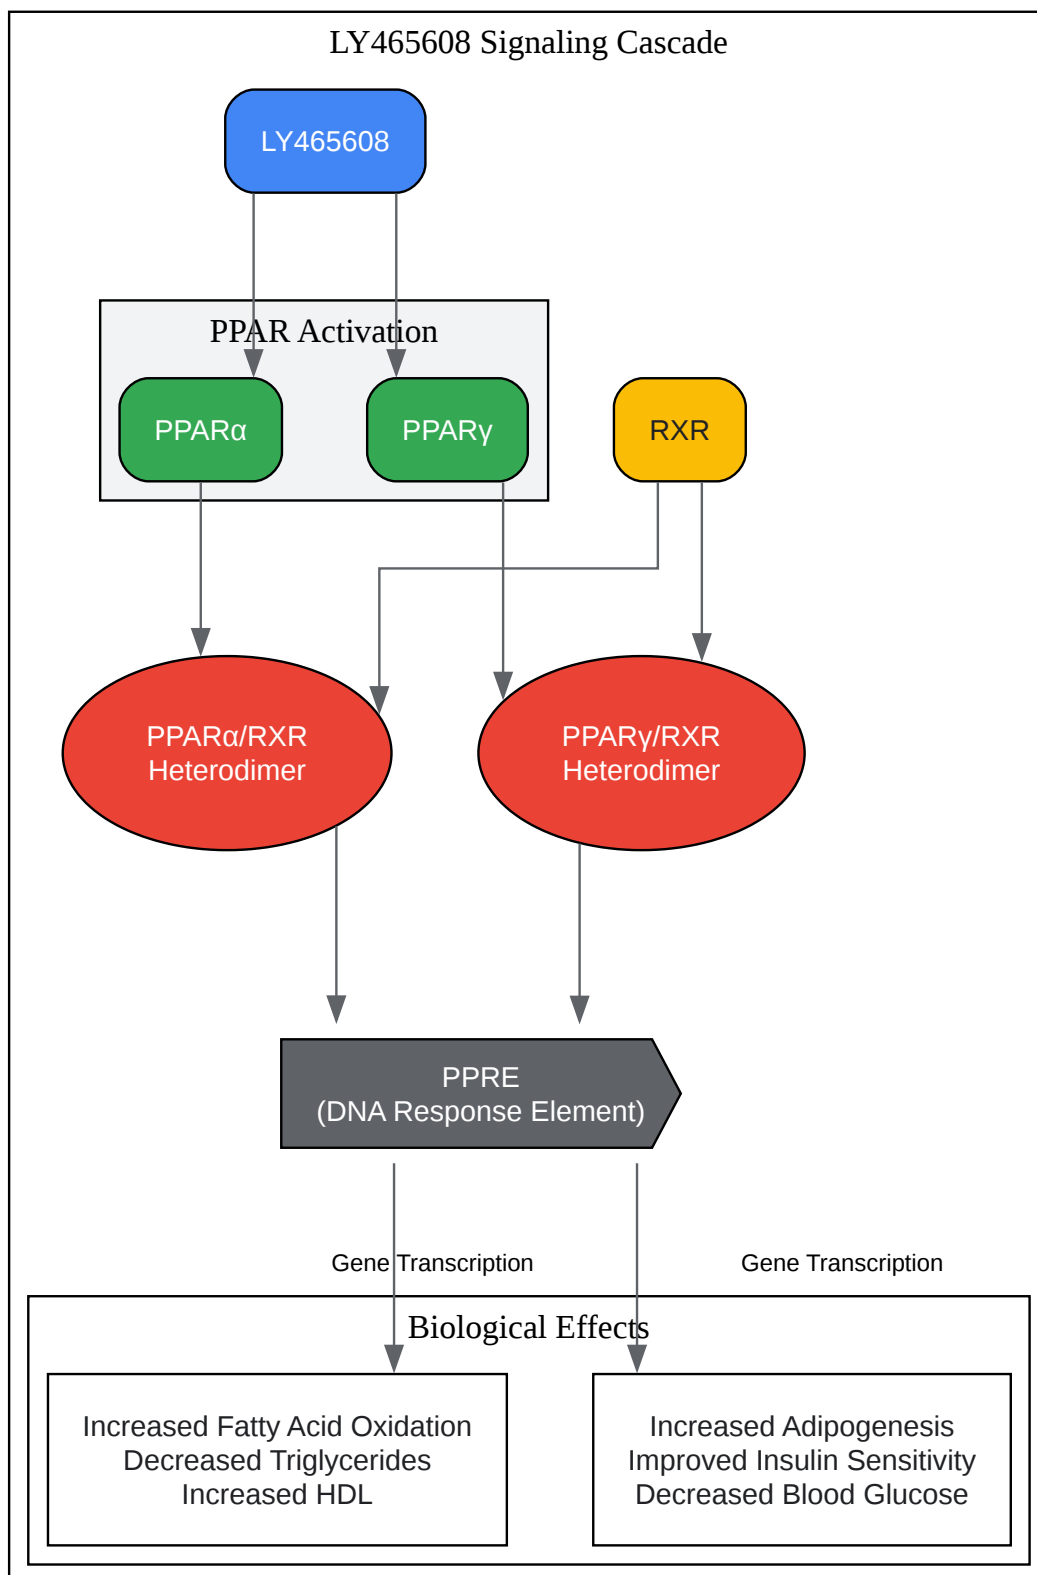 LY465608 Signaling Cascade
LY465608
PPAR Activation
PPARα
PPARγ
RXR
PPARα/RXR
Heterodimer
PPARγ/RXR
Heterodimer
PPRE
(DNA Response Element)
Gene Transcription
Gene Transcription
Biological Effects
Increased Fatty Acid Oxidation
Decreased Triglycerides
Increased HDL
Increased Adipogenesis
Improved Insulin Sensitivity
Decreased Blood Glucose